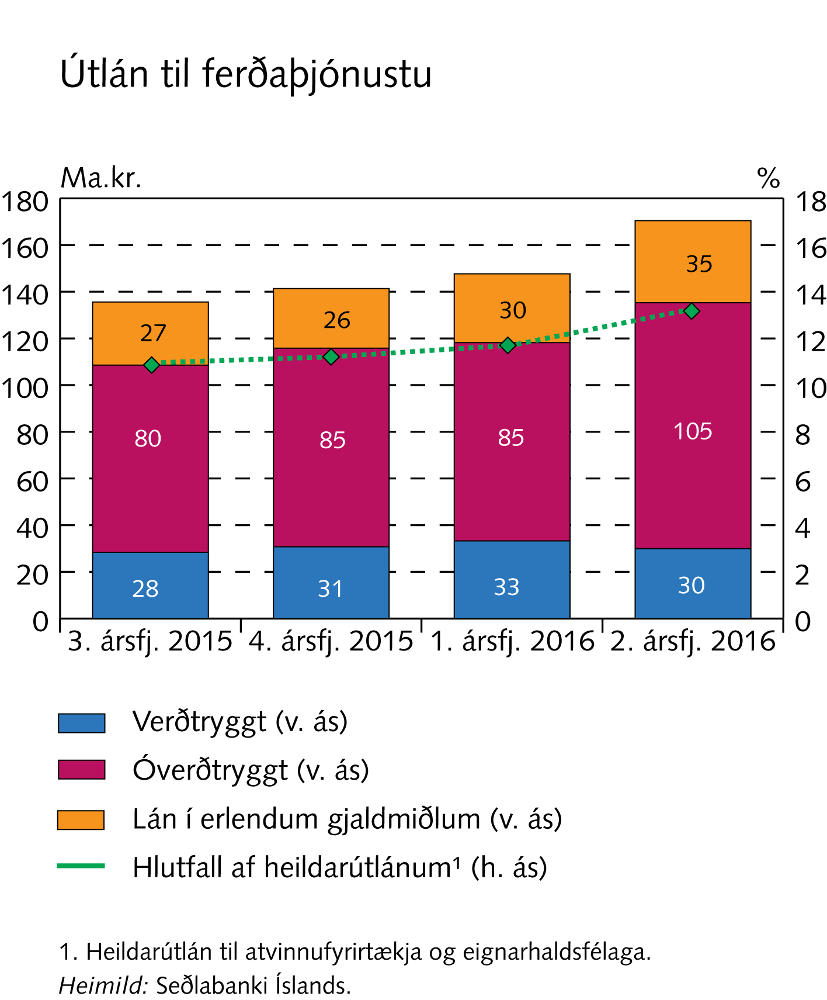 Útlán til ferðaþjónustu
Ma.kr. %
180 18
160 16
140 14
120 12
100 10
80 8
60 6
40 4
20 2
0 0
27 26 30 35
80 85 85 105
28 31 33 30
3. ársfj. 2015 4. ársfj. 2015 1. ársfj. 2016 2. ársfj. 2016
Verðtryggt (v. ás)
Óverðtryggt (v. ás)
Lán í erlendum gjaldmiðlum (v. ás)
Hlutfall af heildarútlánum¹ (h. ás)
1. Heildarútlán til atvinnufyrirtækja og eignarhaldsfélaga.
Heimild: Seðlabanki Íslands.